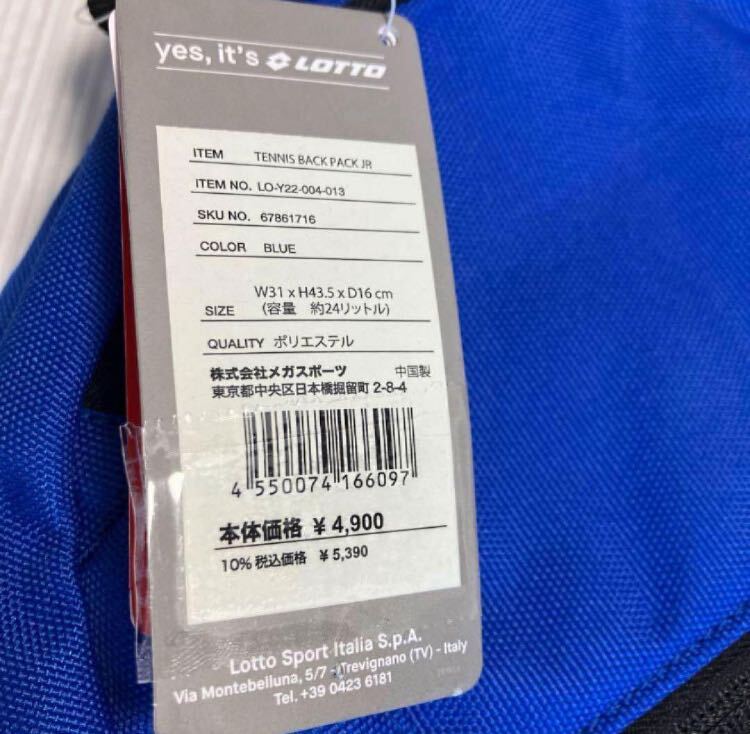 yes, it's LOTTO
ITEM TENNIS BACK PACK JR
ITEM NO. LO-Y22-004-013
SKU NO. 67861716
COLOR BLUE
W31 x H43.5 x D16 cm
SIZE (容量 約24リットル)
QUALITY ポリエステル
株式会社メガスポーツ 中国製
東京都中央区日本橋堀留町 2-8-4
4 550074 166097
本体価格 ¥ 4,900
10% 税込価格 ¥ 5,390
Lotto Sport Italia S.p.A.
Via Montebelluna, 5/7 - Trevignano (TV) - Italy
Tel. +39 0423 6181